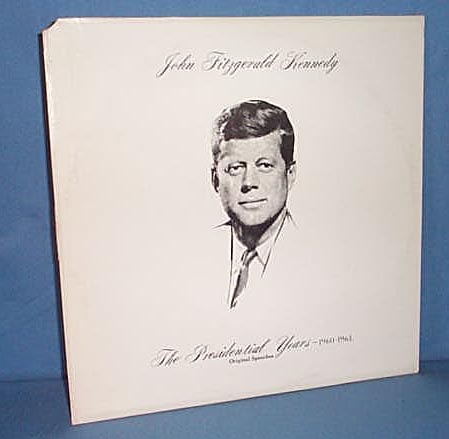 John Fitzgerald Kennedy
The Presidential Years - 1960-1963
Original Speeches